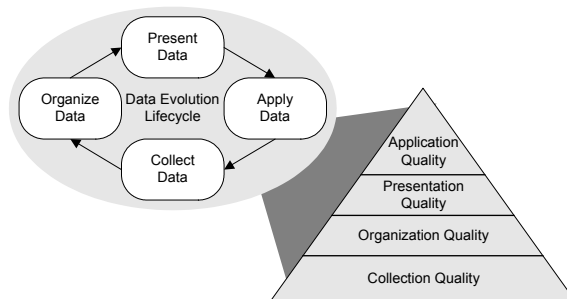 Present
Data
Organize
Data
Data Evolution
Lifecycle
Apply
Data
Collect
Data
Application
Quality
Presentation
Quality
Organization Quality
Collection Quality